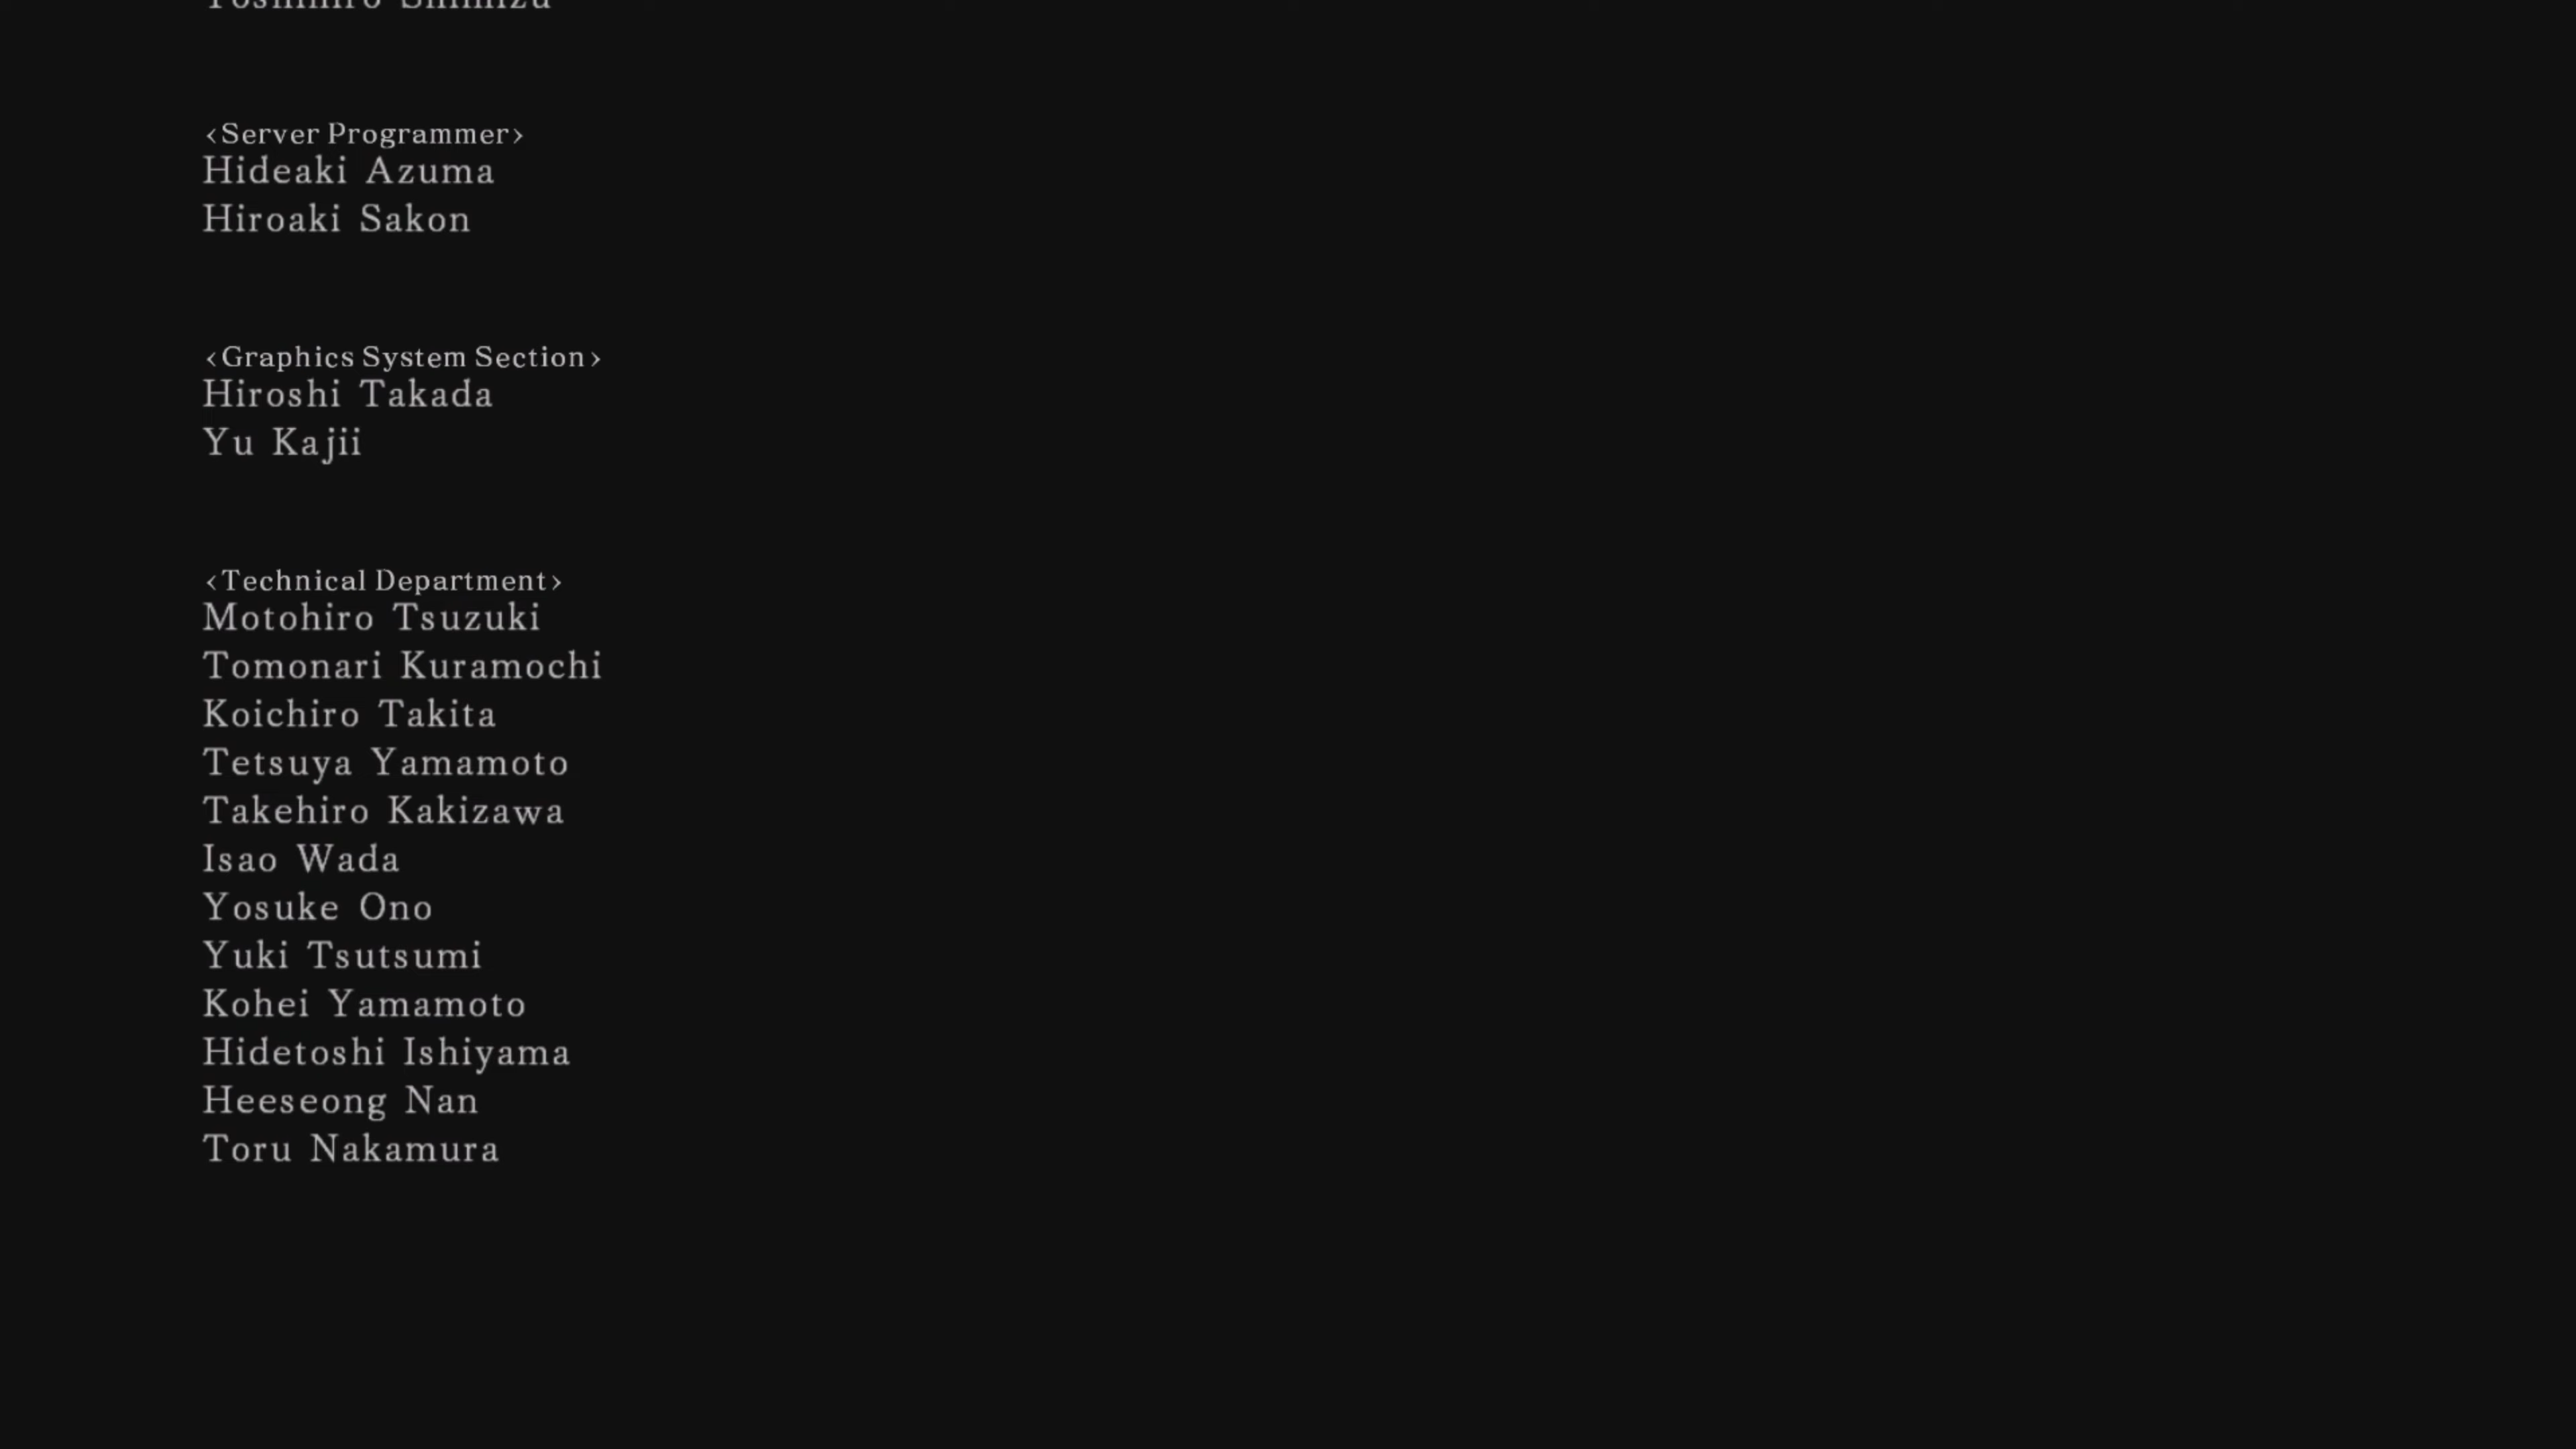 Yoshihiro Shimizu
<Server Programmer>
Hideaki Azuma
Hiroaki Sakon
<Graphics System Section>
Hiroshi Takada
Yu Kajii
<Technical Department>
Motohiro Tsuzuki
Tomonari Kuramochi
Koichiro Takita
Tetsuya Yamamoto
Takehiro Kakizawa
Isao Wada
Yosuke Ono
Yuki Tsutsumi
Kohei Yamamoto
Hidetoshi Ishiyama
Heeseong Nan
Toru Nakamura